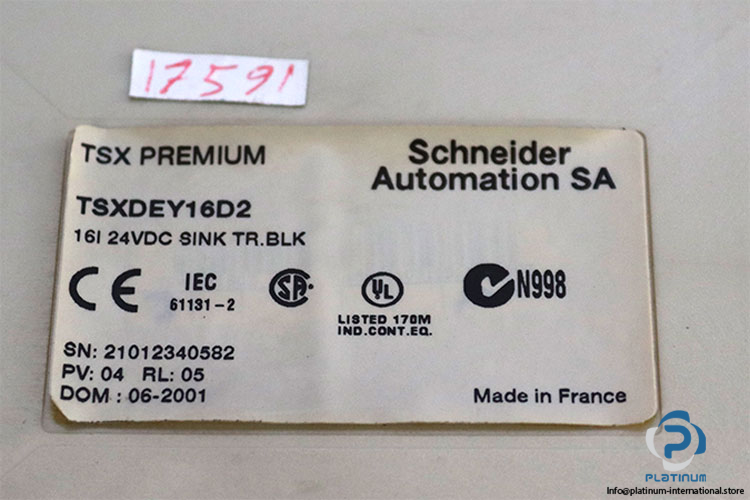 17591
TSX PREMIUM
Schneider
Automation SA
TSXDEY16D2
16I 24VDC SINK TR.BLK
CE
IEC
61131-2
SA
UL
LISTED 170M
IND.CONT.EQ.
N998
SN: 21012340582
PV: 04 RL: 05
DOM : 06-2001
Made in France
PLATINUM
Info@platinum-international.store